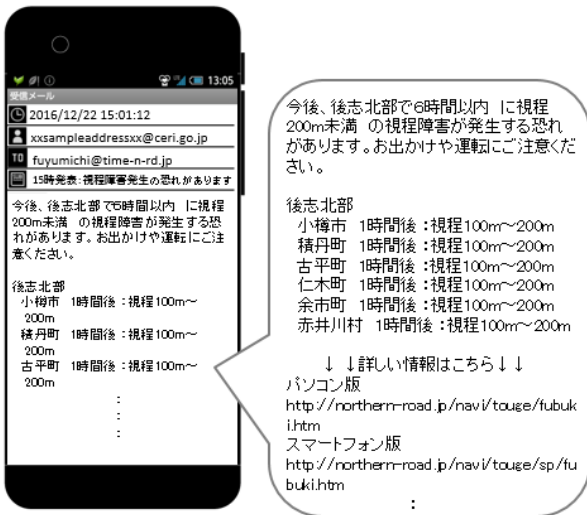 13:05
受信メール
2016/12/22 15:01:12
xxsampleaddressxx@ceri.go.jp
TO fuyumichi@time-n-rd.jp
15時発表:視程障害発生の恐れがあります
今後、後志北部で6時間以内 に視程
200m未満 の視程障害が発生する恐
れがあります。お出かけや運転にご注
意ください。
後志北部
小樽市 1時間後:視程100m~
200m
積丹町 1時間後:視程100m~
200m
古平町 1時間後:視程100m~
200m
:
:
:
今後、後志北部で6時間以内 に視程
200m未満 の視程障害が発生する恐れ
があります。お出かけや運転にご注意くだ
さい。
後志北部
小樽市 1時間後:視程100m~200m
積丹町 1時間後:視程100m~200m
古平町 1時間後:視程100m~200m
仁木町 1時間後:視程100m~200m
余市町 1時間後:視程100m~200m
赤井川村 1時間後:視程100m~200m
↓↓詳しい情報はこちら↓↓
パソコン版
http://northern-road.jp/navi/touge/fubuk
i.htm
スマートフォン版
http://northern-road.jp/navi/touge/sp/fu
buki.htm
: